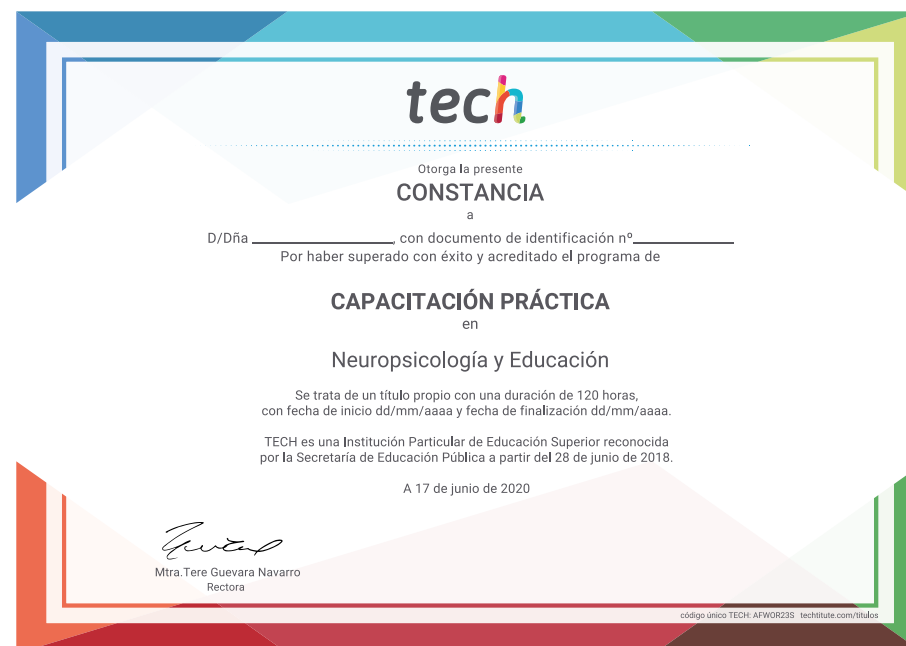 tech
Otorga la presente
CONSTANCIA
a
D/Dña ____________________, con documento de identificación nº______________
Por haber superado con éxito y acreditado el programa de
CAPACITACIÓN PRÁCTICA
en
Neuropsicología y Educación
Se trata de un título propio con una duración de 120 horas,
con fecha de inicio dd/mm/aaaa y fecha de finalización dd/mm/aaaa.
TECH es una Institución Particular de Educación Superior reconocida
por la Secretaría de Educación Pública a partir del 28 de junio de 2018.
A 17 de junio de 2020
Mtra.Tere Guevara Navarro
Rectora
código único TECH: AFWOR23S techtitute.com/titulos